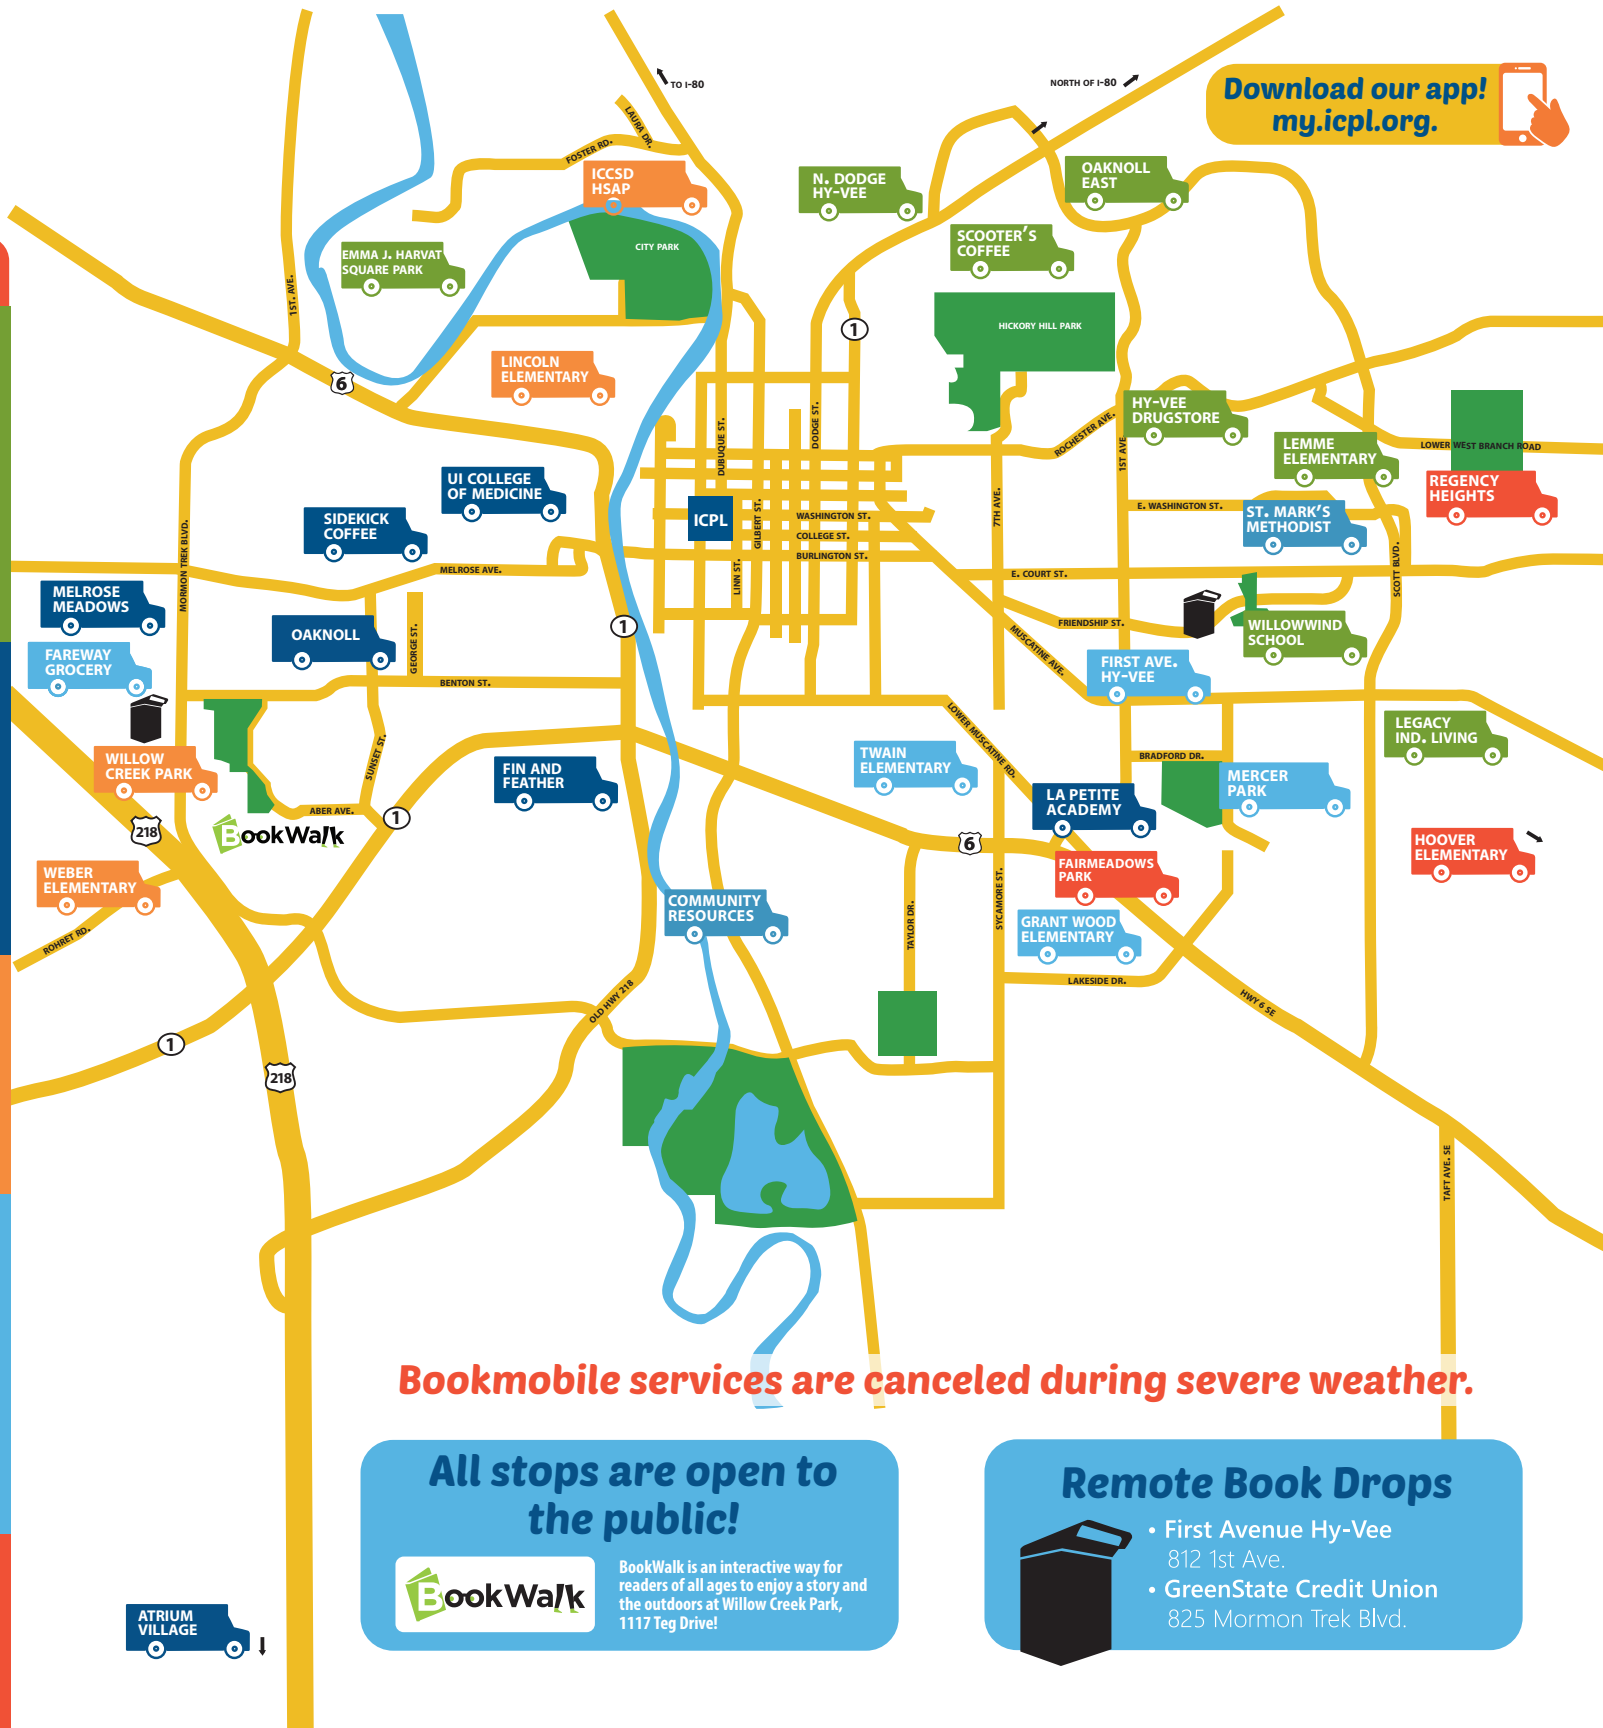 TO I-80
NORTH OF I-80
Download our app!
my.icpl.org.
LAURA DR.
FOSTER RD.
ICCSD
HSAP
N. DODGE
HY-VEE
OAKNOLL
EAST
EMMA J. HARVAT
SQUARE PARK
CITY PARK
SCOOTER'S
COFFEE
1ST. AVE.
HICKORY HILL PARK
1
6
LINCOLN
ELEMENTARY
DUBUQUE ST.
DODGE ST.
ROCHESTER AVE.
1ST AVE
HY-VEE
DRUGSTORE
LEMME
ELEMENTARY
LOWER WEST BRANCH ROAD
REGENCY
HEIGHTS
UI COLLEGE
OF MEDICINE
SIDEKICK
COFFEE
ICPL
GILBERT ST.
WASHINGTON ST.
COLLEGE ST.
BURLINGTON ST.
LINN ST.
7TH AVE.
E. WASHINGTON ST.
ST. MARK'S
METHODIST
SCOTT BLVD.
MORMON TREK BLVD.
MELROSE AVE.
E. COURT ST.
MELROSE
MEADOWS
OAKNOLL
GEORGE ST.
1
FRIENDSHIP ST.
MUSCATINE AVE.
WILLOWWIND
SCHOOL
FAREWAY
GROCERY
BENTON ST.
FIRST AVE.
HY-VEE
LOWER MUSCATINE RD.
LEGACY
IND. LIVING
WILLOW
CREEK PARK
SUNSET ST.
FIN AND
FEATHER
TWAIN
ELEMENTARY
BRADFORD DR.
MERCER
PARK
LA PETITE
ACADEMY
ABER AVE.
1
218
BookWalk
6
HOOVER
ELEMENTARY
WEBER
ELEMENTARY
FAIRMEADOWS
PARK
COMMUNITY
RESOURCES
TAYLOR DR.
SYCAMORE ST.
GRANT WOOD
ELEMENTARY
ROHRET RD.
LAKESIDE DR.
OLD HWY 218
HWY 6 SE
1
218
TAFT AVE. SE
Bookmobile services are canceled during severe weather.
All stops are open to
the public!
BookWalk
BookWalk is an interactive way for
readers of all ages to enjoy a story and
the outdoors at Willow Creek Park,
1117 Teg Drive!
Remote Book Drops
• First Avenue Hy-Vee
812 1st Ave.
• GreenState Credit Union
825 Mormon Trek Blvd.
ATRIUM
VILLAGE